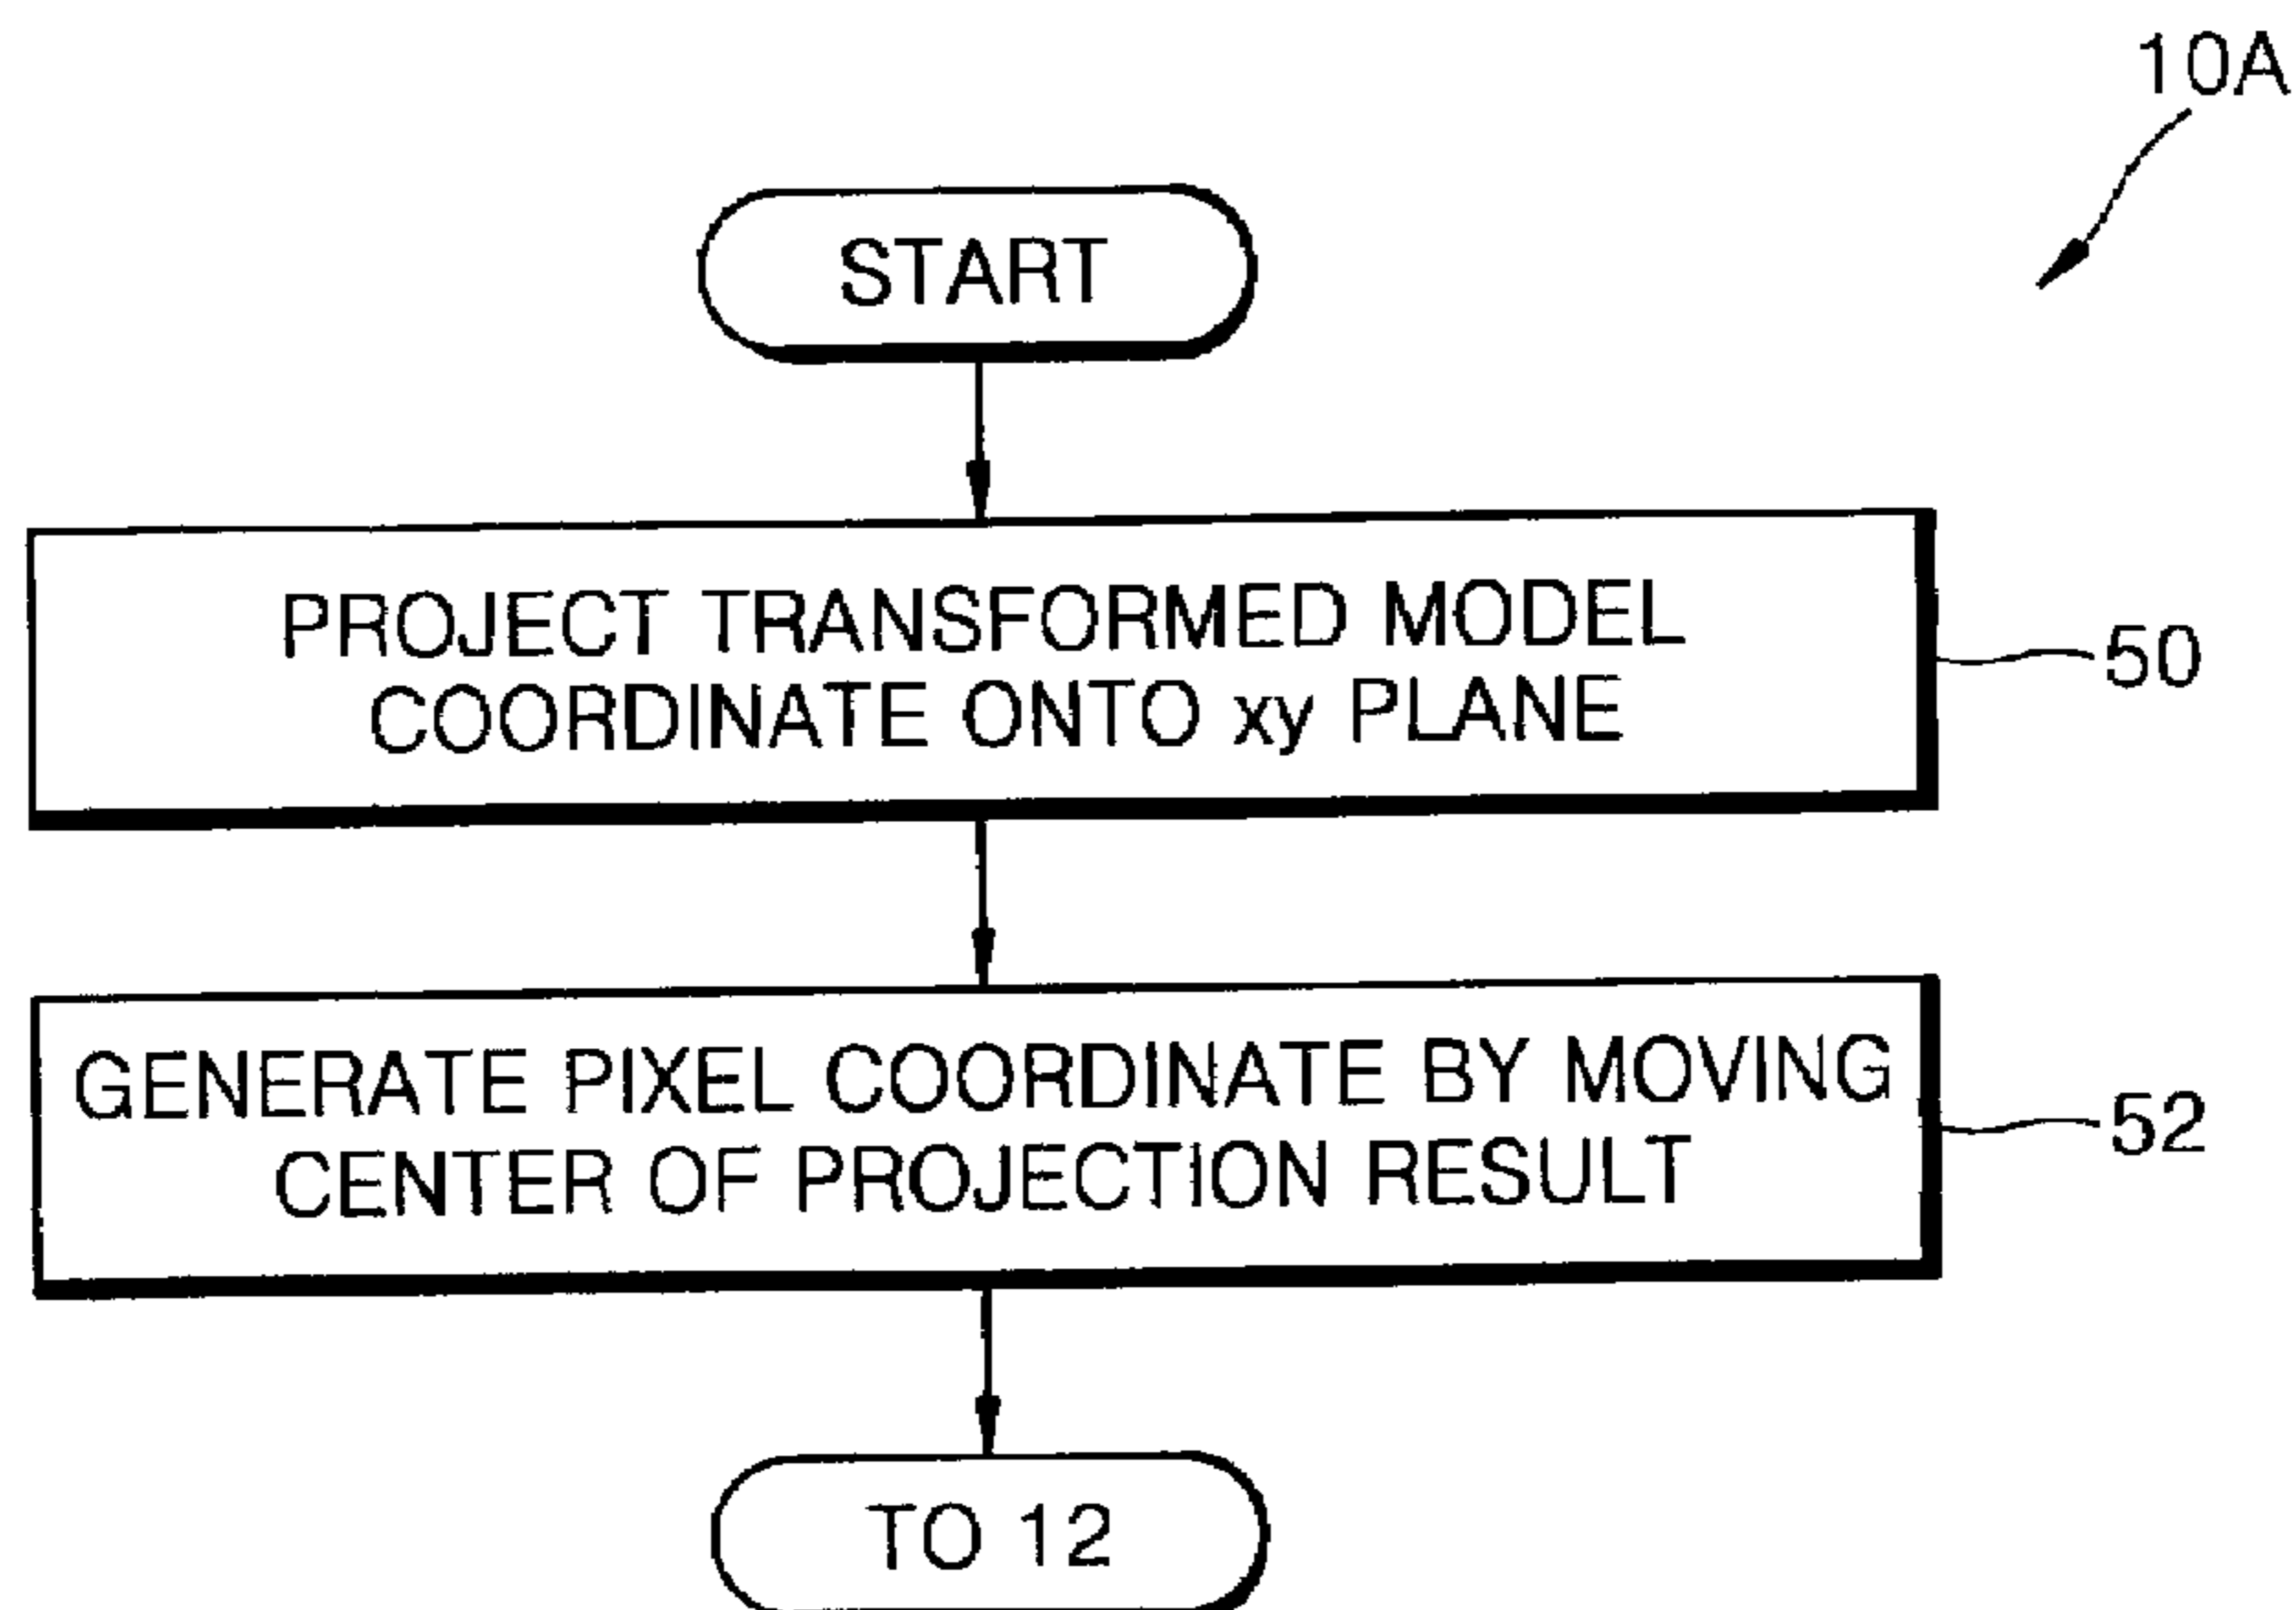 10A
START
PROJECT TRANSFORMED MODEL
COORDINATE ONTO xy PLANE
50
GENERATE PIXEL COORDINATE BY MOVING
CENTER OF PROJECTION RESULT
52
TO 12